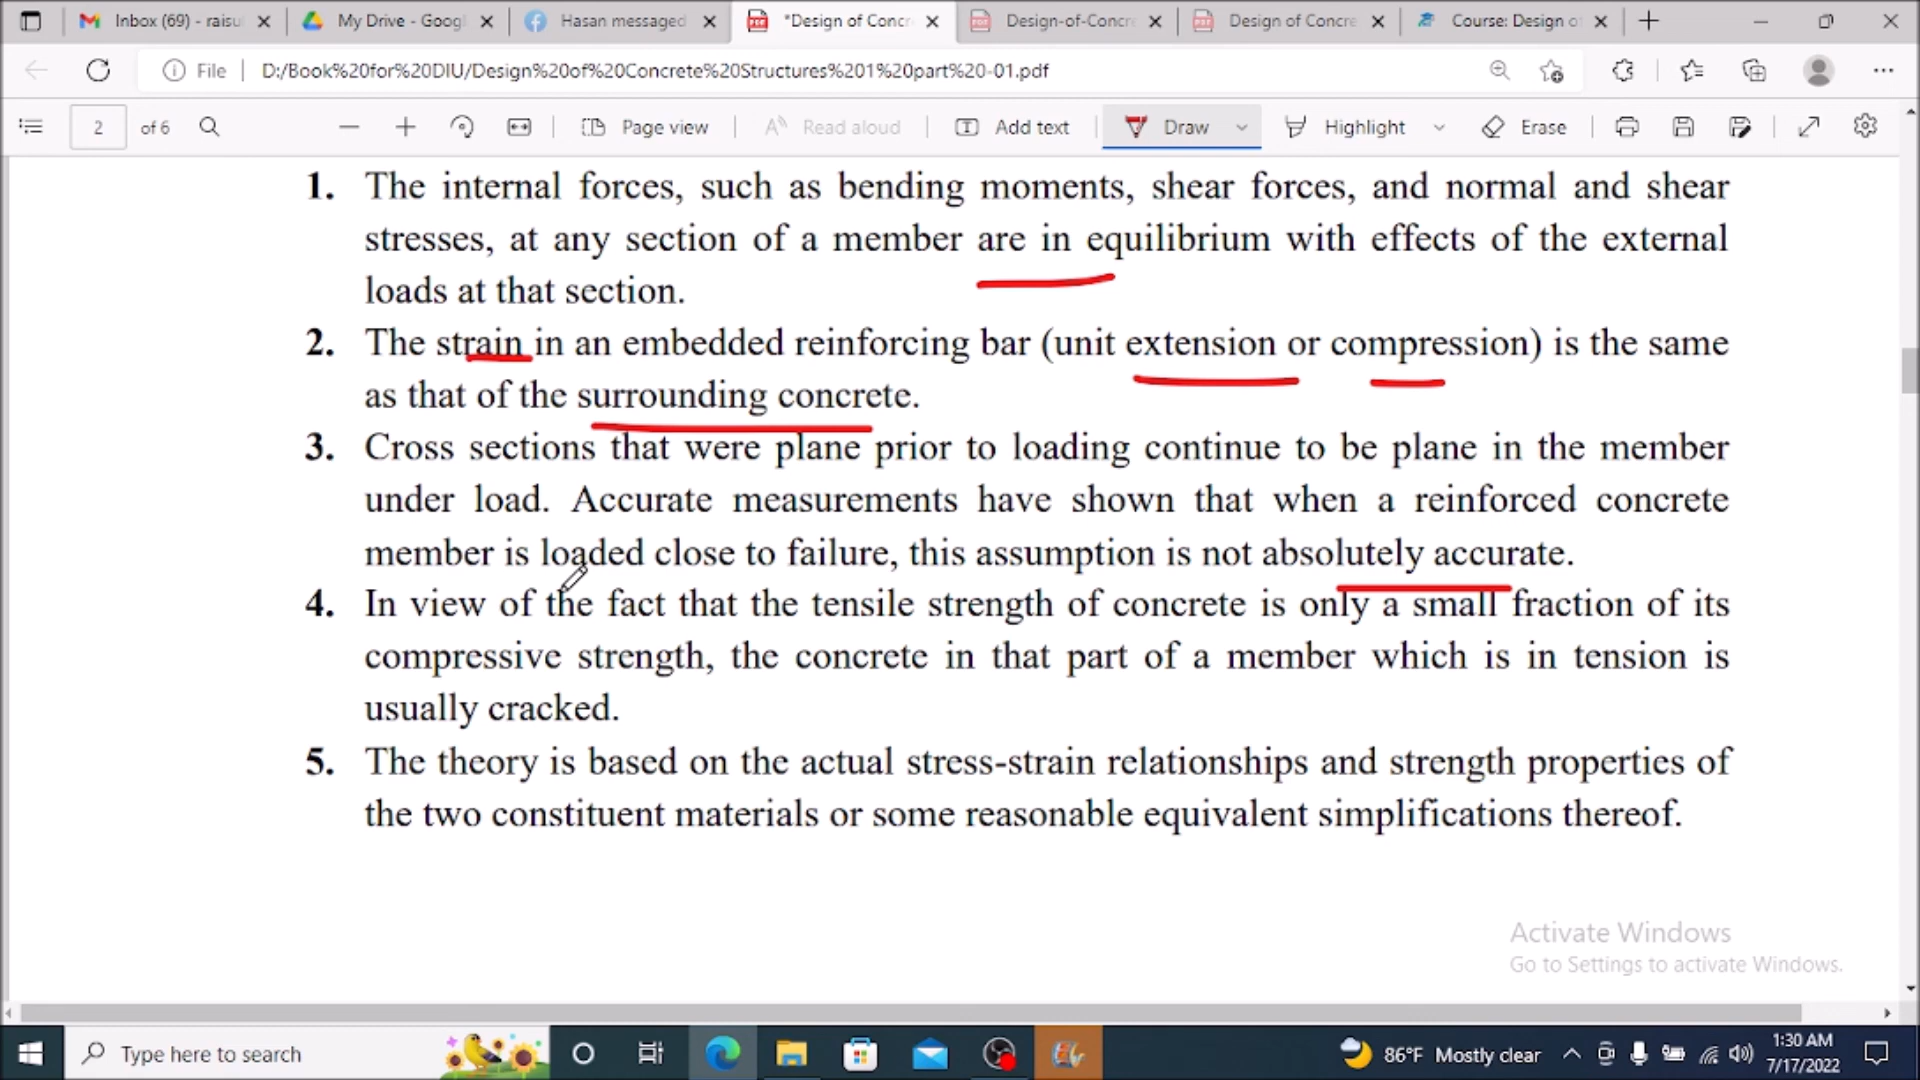 Inbox (69) - raisu
My Drive - Googl
Hasan messaged
*Design of Concr
Design-of-Concre
Design of Concre
Course: Design o
File
D:/Book%20for%20DIU/Design%20of%20Concrete%20Structures%201%20part%20-01.pdf
2 of 6
Page view
Read aloud
Add text
Draw
Highlight
Erase
1. The internal forces, such as bending moments, shear forces, and normal and shear
stresses, at any section of a member are in equilibrium with effects of the external
loads at that section.
2. The strain in an embedded reinforcing bar (unit extension or compression) is the same
as that of the surrounding concrete.
3. Cross sections that were plane prior to loading continue to be plane in the member
under load. Accurate measurements have shown that when a reinforced concrete
member is loaded close to failure, this assumption is not absolutely accurate.
4. In view of the fact that the tensile strength of concrete is only a small fraction of its
compressive strength, the concrete in that part of a member which is in tension is
usually cracked.
5. The theory is based on the actual stress-strain relationships and strength properties of
the two constituent materials or some reasonable equivalent simplifications thereof.
Activate Windows
Go to Settings to activate Windows.
Type here to search
86°F Mostly clear
1:30 AM
7/17/2022